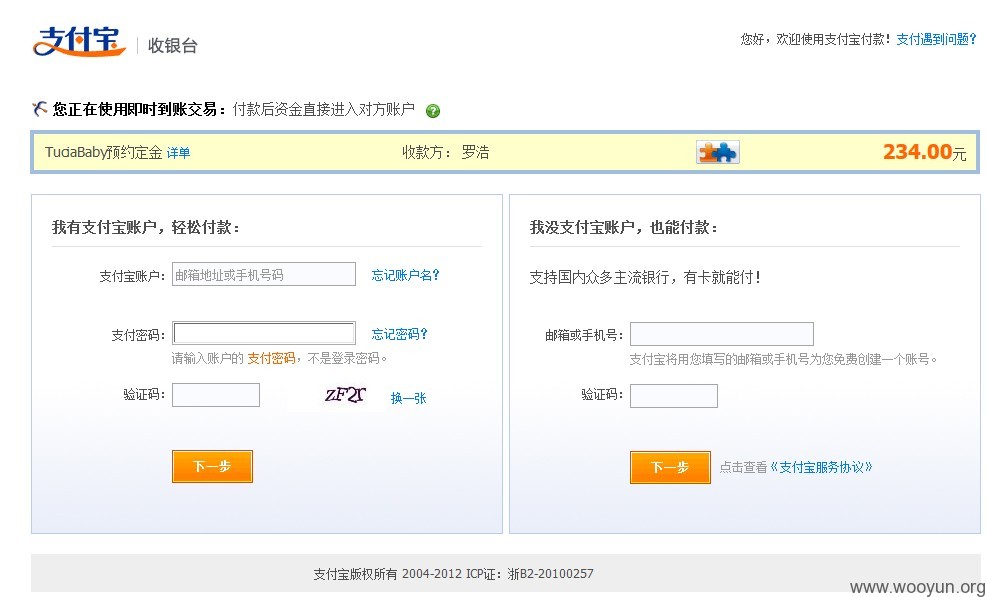 支付宝 收银台
您好，欢迎使用支付宝付款！ 支付遇到问题？
您正在使用即时到账交易：付款后资金直接进入对方账户 ?
TuciaBaby预约定金 详单 收款方： 罗浩 234.00元
我有支付宝账户，轻松付款：
支付宝账户： 邮箱地址或手机号码 忘记账户名？
支付密码： 忘记密码？
请输入账户的 支付密码，不是登录密码。
验证码： zF2r 换一张
下一步
我没支付宝账户，也能付款：
支持国内众多主流银行，有卡就能付！
邮箱或手机号：
支付宝将用您填写的邮箱或手机号为您免费创建一个账号。
验证码：
下一步 点击查看《支付宝服务协议》
支付宝版权所有 2004-2012 ICP证：浙B2-20100257
www.wooyun.org